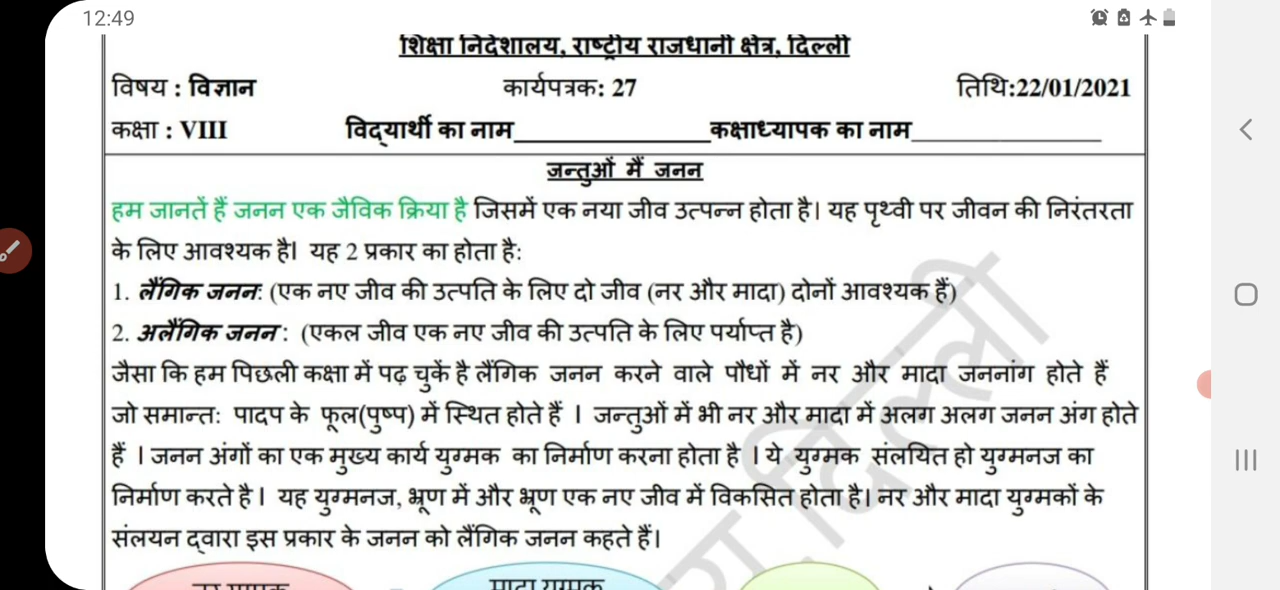 12:49
शिक्षा निदेशालय, राष्ट्रीय राजधानी क्षेत्र, दिल्ली
विषय : विज्ञान कार्यपत्रक: 27 तिथि:22/01/2021
कक्षा : VIII विद्यार्थी का नाम______________कक्षाध्यापक का नाम______________
जन्तुओं में जनन
हम जानतें हैं जनन एक जैविक क्रिया है जिसमें एक नया जीव उत्पन्न होता है। यह पृथ्वी पर जीवन की निरंतरता
के लिए आवश्यक है। यह 2 प्रकार का होता है:
1. लैंगिक जनन: (एक नए जीव की उत्पति के लिए दो जीव (नर और मादा) दोनों आवश्यक हैं)
2. अलैंगिक जनन : (एकल जीव एक नए जीव की उत्पति के लिए पर्याप्त है)
जैसा कि हम पिछली कक्षा में पढ़ चुकें है लैंगिक जनन करने वाले पौधों में नर और मादा जननांग होते हैं
जो समान्त: पादप के फूल(पुष्प) में स्थित होते हैं । जन्तुओं में भी नर और मादा में अलग अलग जनन अंग होते
हैं । जनन अंगों का एक मुख्य कार्य युग्मक का निर्माण करना होता है । ये युग्मक संलयित हो युग्मनज का
निर्माण करते है। यह युग्मनज, भ्रूण में और भ्रूण एक नए जीव में विकसित होता है। नर और मादा युग्मकों के
संलयन द्वारा इस प्रकार के जनन को लैंगिक जनन कहते हैं।
मादा युग्मक
दिल्ली